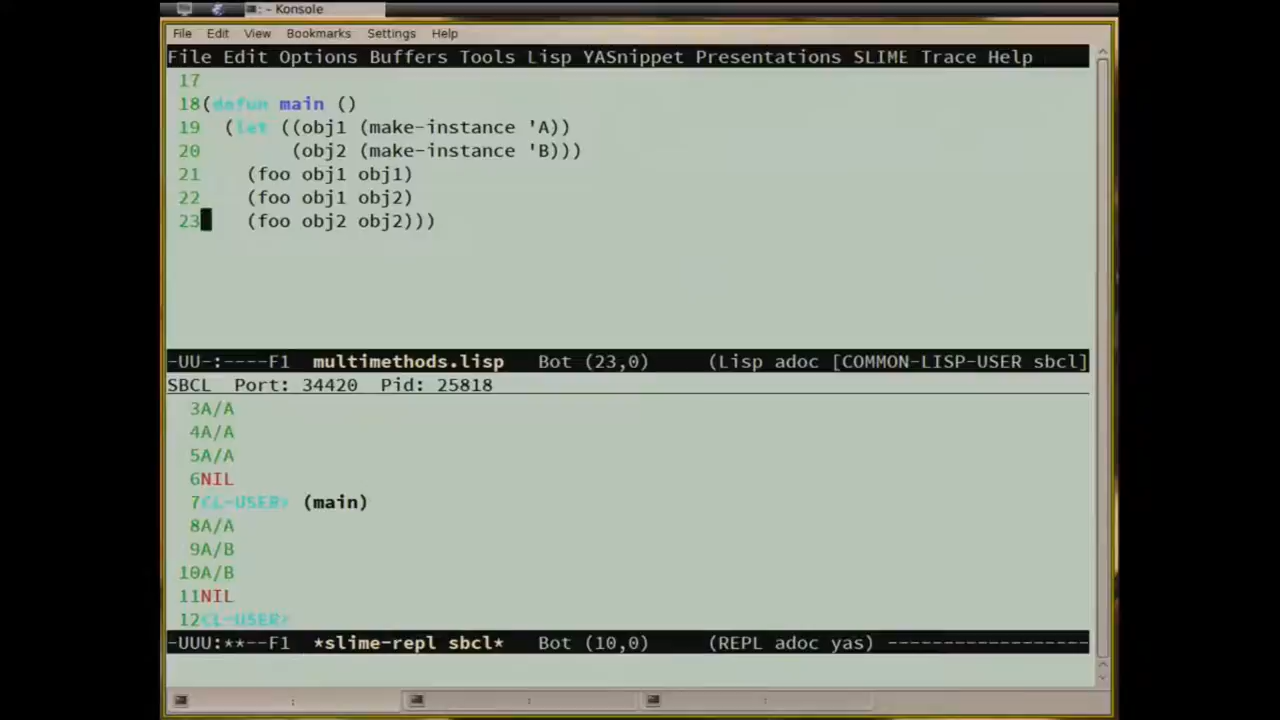 : - Konsole
File Edit View Bookmarks Settings Help
File Edit Options Buffers Tools Lisp YASnippet Presentations SLIME Trace Help
17
18(defun main ()
19  (let ((obj1 (make-instance 'A))
20        (obj2 (make-instance 'B)))
21    (foo obj1 obj1)
22    (foo obj1 obj2)
23    (foo obj2 obj2)))
-UU-:----F1  multimethods.lisp   Bot (23,0)     (Lisp adoc [COMMON-LISP-USER sbcl]
SBCL  Port: 34420  Pid: 25818
3A/A
4A/A
5A/A
6NIL
7CL-USER> (main)
8A/A
9A/B
10A/B
11NIL
12CL-USER>
-UUU:**--F1  *slime-repl sbcl*   Bot (10,0)     (REPL adoc yas) ------------------
: : :